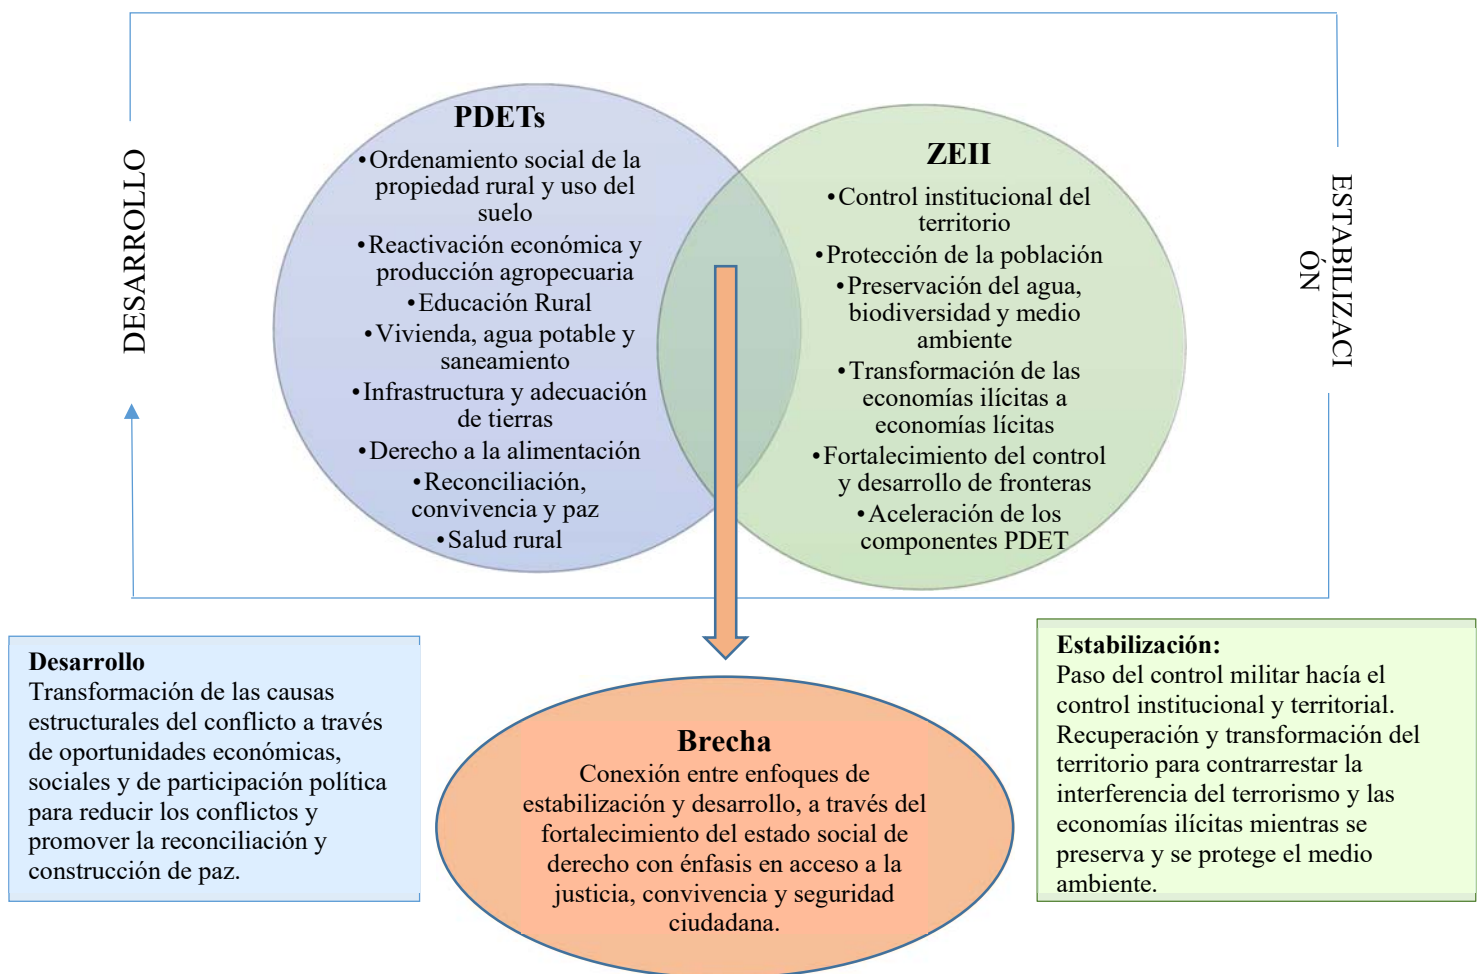 DESARROLLO
PDETs
•Ordenamiento social de la
propiedad rural y uso del
suelo
•Reactivación económica y
producción agropecuaria
•Educación Rural
•Vivienda, agua potable y
saneamiento
•Infrastructura y adecuación
de tierras
•Derecho a la alimentación
•Reconciliación,
convivencia y paz
•Salud rural
ZEII
•Control institucional del
territorio
•Protección de la población
•Preservación del agua,
biodiversidad y medio
ambiente
•Transformación de las
economías ilícitas a
economías lícitas
•Fortalecimiento del control
y desarrollo de fronteras
•Aceleración de los
componentes PDET
ESTABILIZACI
ÓN
Desarrollo
Transformación de las causas
estructurales del conflicto a través
de oportunidades económicas,
sociales y de participación política
para reducir los conflictos y
promover la reconciliación y
construcción de paz.
Brecha
Conexión entre enfoques de
estabilización y desarrollo, a través del
fortalecimiento del estado social de
derecho con énfasis en acceso a la
justicia, convivencia y seguridad
ciudadana.
Estabilización:
Paso del control militar hacía el
control institucional y territorial.
Recuperación y transformación del
territorio para contrarrestar la
interferencia del terrorismo y las
economías ilícitas mientras se
preserva y se protege el medio
ambiente.